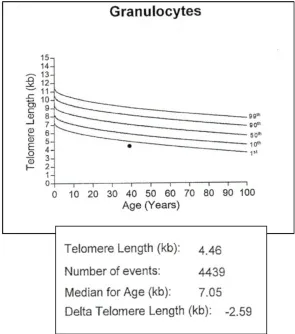 Granulocytes
Telomere Length (kb)
15
14
13
12
11
10
9
8
7
6
5
4
3
2
1
0
99th
90th
50th
10th
1st
0 10 20 30 40 50 60 70 80 90 100
Age (Years)
Telomere Length (kb): 4.46
Number of events: 4439
Median for Age (kb): 7.05
Delta Telomere Length (kb): -2.59